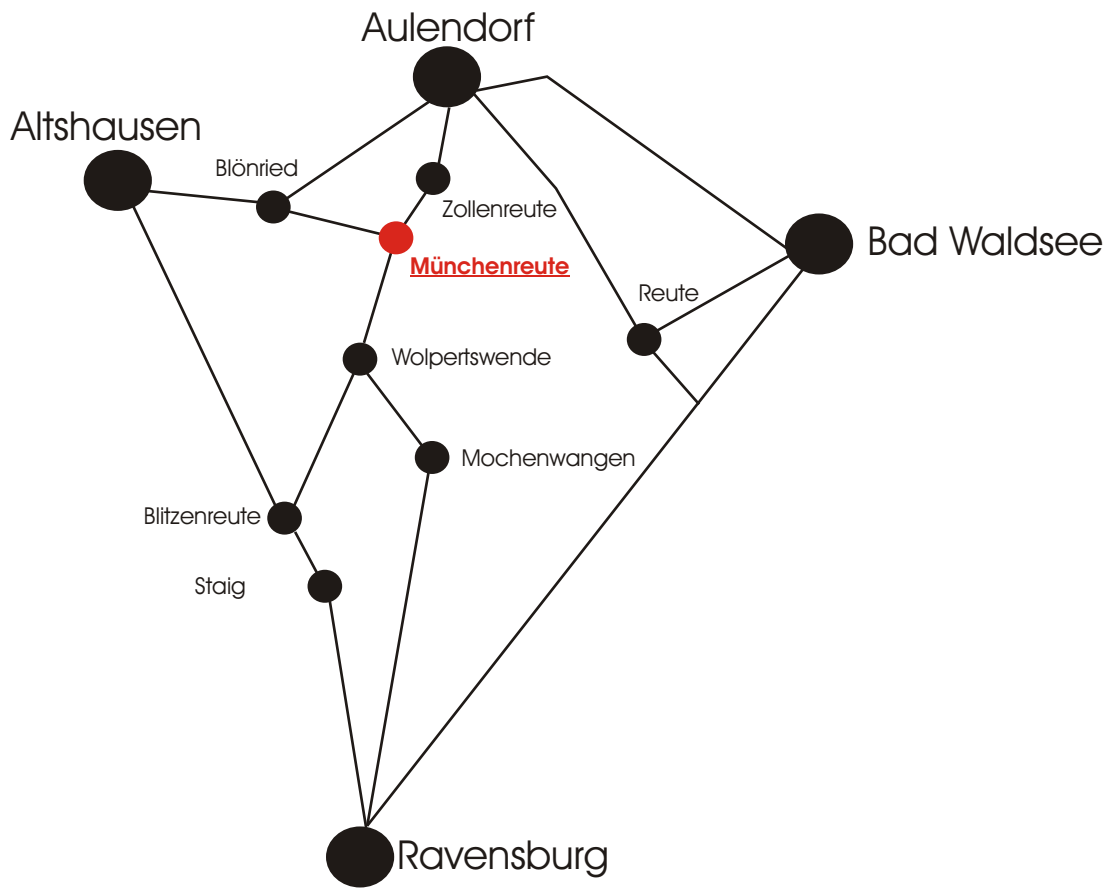 Aulendorf
Altshausen
Blönried
Zollenreute
Bad Waldsee
Münchenreute
Reute
Wolpertswende
Mochenwangen
Blitzenreute
Staig
Ravensburg